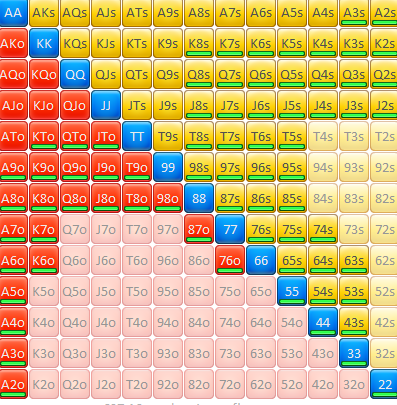 AA AKs AQs AJs ATs A9s A8s A7s A6s A5s A4s A3s A2s
AKo KK KQs KJs KTs K9s K8s K7s K6s K5s K4s K3s K2s
AQo KQo QQ QJs QTs Q9s Q8s Q7s Q6s Q5s Q4s Q3s Q2s
AJo KJo QJo JJ JTs J9s J8s J7s J6s J5s J4s J3s J2s
ATo KTo QTo JTo TT T9s T8s T7s T6s T5s T4s T3s T2s
A9o K9o Q9o J9o T9o 99 98s 97s 96s 95s 94s 93s 92s
A8o K8o Q8o J8o T8o 98o 88 87s 86s 85s 84s 83s 82s
A7o K7o Q7o J7o T7o 97o 87o 77 76s 75s 74s 73s 72s
A6o K6o Q6o J6o T6o 96o 86o 76o 66 65s 64s 63s 62s
A5o K5o Q5o J5o T5o 95o 85o 75o 65o 55 54s 53s 52s
A4o K4o Q4o J4o T4o 94o 84o 74o 64o 54o 44 43s 42s
A3o K3o Q3o J3o T3o 93o 83o 73o 63o 53o 43o 33 32s
A2o K2o Q2o J2o T2o 92o 82o 72o 62o 52o 42o 32o 22